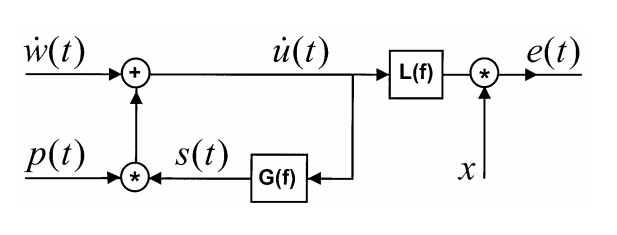 ẇ(t) + u̇(t) L(f) * e(t)
p(t) * s(t) G(f) x